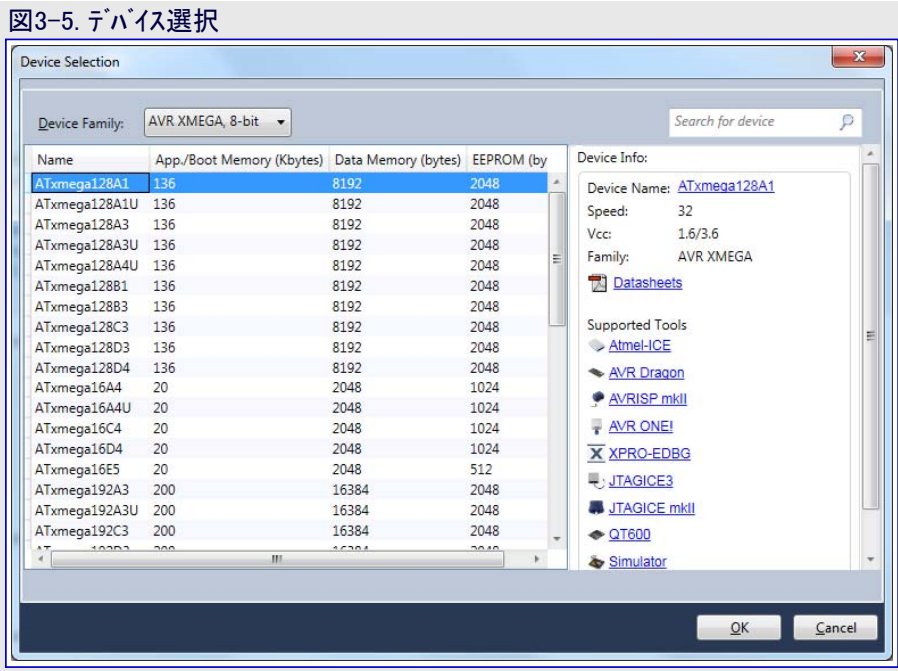 図3-5. ﾃﾞﾊﾞｲｽ選択
Device Selection
Device Family: AVR XMEGA, 8-bit
Search for device
Name App./Boot Memory (Kbytes) Data Memory (bytes) EEPROM (by
ATxmega128A1 136 8192 2048
ATxmega128A1U 136 8192 2048
ATxmega128A3 136 8192 2048
ATxmega128A3U 136 8192 2048
ATxmega128A4U 136 8192 2048
ATxmega128B1 136 8192 2048
ATxmega128B3 136 8192 2048
ATxmega128C3 136 8192 2048
ATxmega128D3 136 8192 2048
ATxmega128D4 136 8192 2048
ATxmega16A4 20 2048 1024
ATxmega16A4U 20 2048 1024
ATxmega16C4 20 2048 1024
ATxmega16D4 20 2048 1024
ATxmega16E5 20 2048 512
ATxmega192A3 200 16384 2048
ATxmega192A3U 200 16384 2048
ATxmega192C3 200 16384 2048
Device Info:
Device Name: ATxmega128A1
Speed: 32
Vcc: 1.6/3.6
Family: AVR XMEGA
Datasheets
Supported Tools
Atmel-ICE
AVR Dragon
AVRISP mkII
AVR ONE!
XPRO-EDBG
JTAGICE3
JTAGICE mkII
QT600
Simulator
OK Cancel